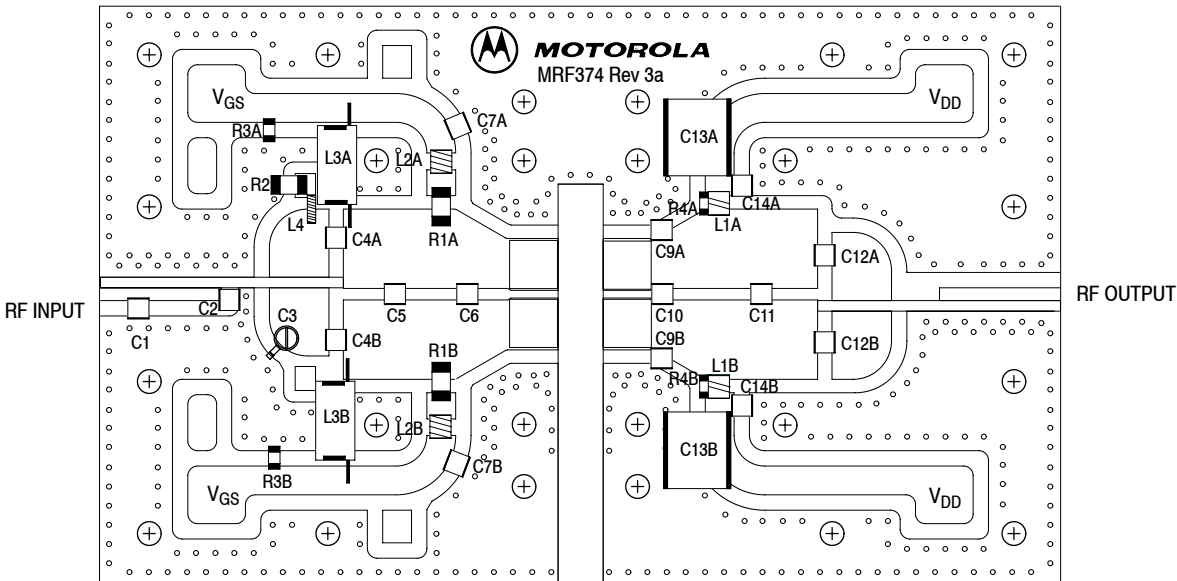 MOTOROLA
MRF374 Rev 3a
VGS
VDD
C7A
C13A
R3A
L3A
L2A
R2
L4
R1A
R4A
L1A
C14A
C4A
C9A
C12A
RF INPUT
C1
C2
C3
C5
C6
C10
C11
RF OUTPUT
C4B
R1B
C9B
C12B
L1B
R4B
C14B
L3B
L2B
C13B
R3B
C7B
VGS
VDD